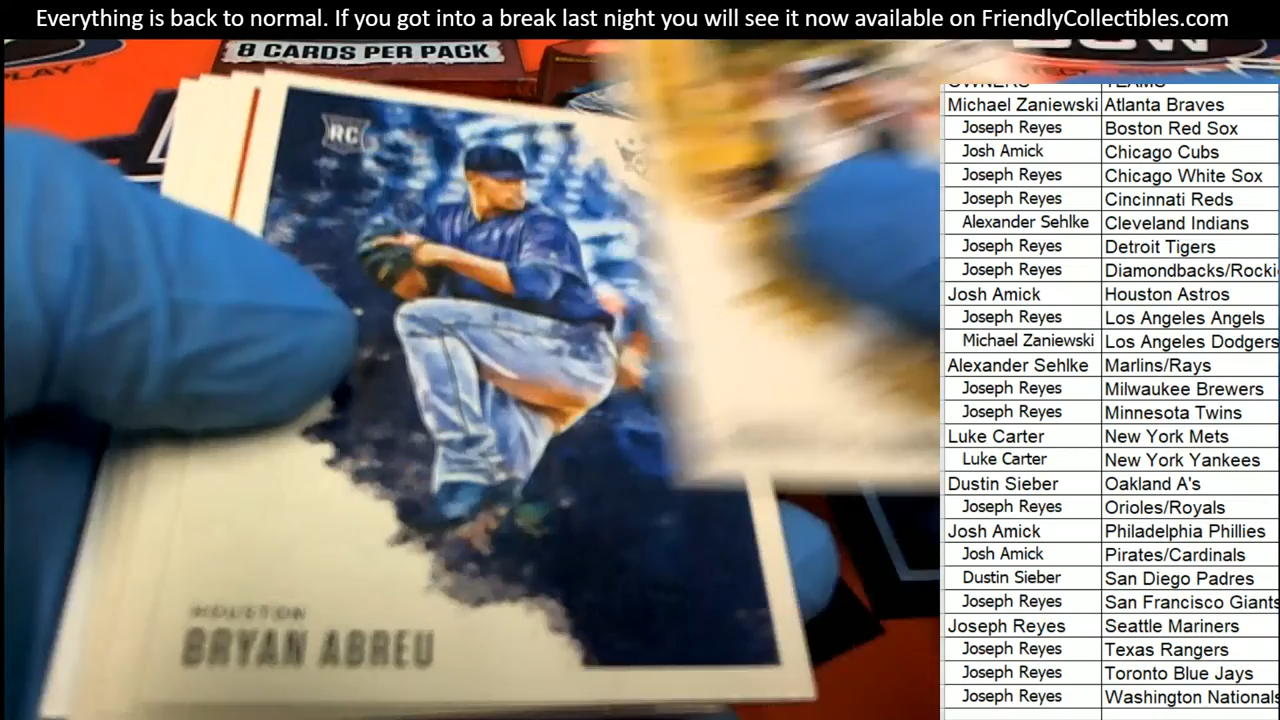 Everything is back to normal. If you got into a break last night you will see it now available on FriendlyCollectibles.com
PLAY™
8 CARDS PER PACK
RC
HOUSTON
BRYAN ABREU
OWNERS TEAMS
Michael Zaniewski Atlanta Braves
Joseph Reyes Boston Red Sox
Josh Amick Chicago Cubs
Joseph Reyes Chicago White Sox
Joseph Reyes Cincinnati Reds
Alexander Sehlke Cleveland Indians
Joseph Reyes Detroit Tigers
Joseph Reyes Diamondbacks/Rocki
Josh Amick Houston Astros
Joseph Reyes Los Angeles Angels
Michael Zaniewski Los Angeles Dodgers
Alexander Sehlke Marlins/Rays
Joseph Reyes Milwaukee Brewers
Joseph Reyes Minnesota Twins
Luke Carter New York Mets
Luke Carter New York Yankees
Dustin Sieber Oakland A's
Joseph Reyes Orioles/Royals
Josh Amick Philadelphia Phillies
Josh Amick Pirates/Cardinals
Dustin Sieber San Diego Padres
Joseph Reyes San Francisco Giants
Joseph Reyes Seattle Mariners
Joseph Reyes Texas Rangers
Joseph Reyes Toronto Blue Jays
Joseph Reyes Washington Nationals